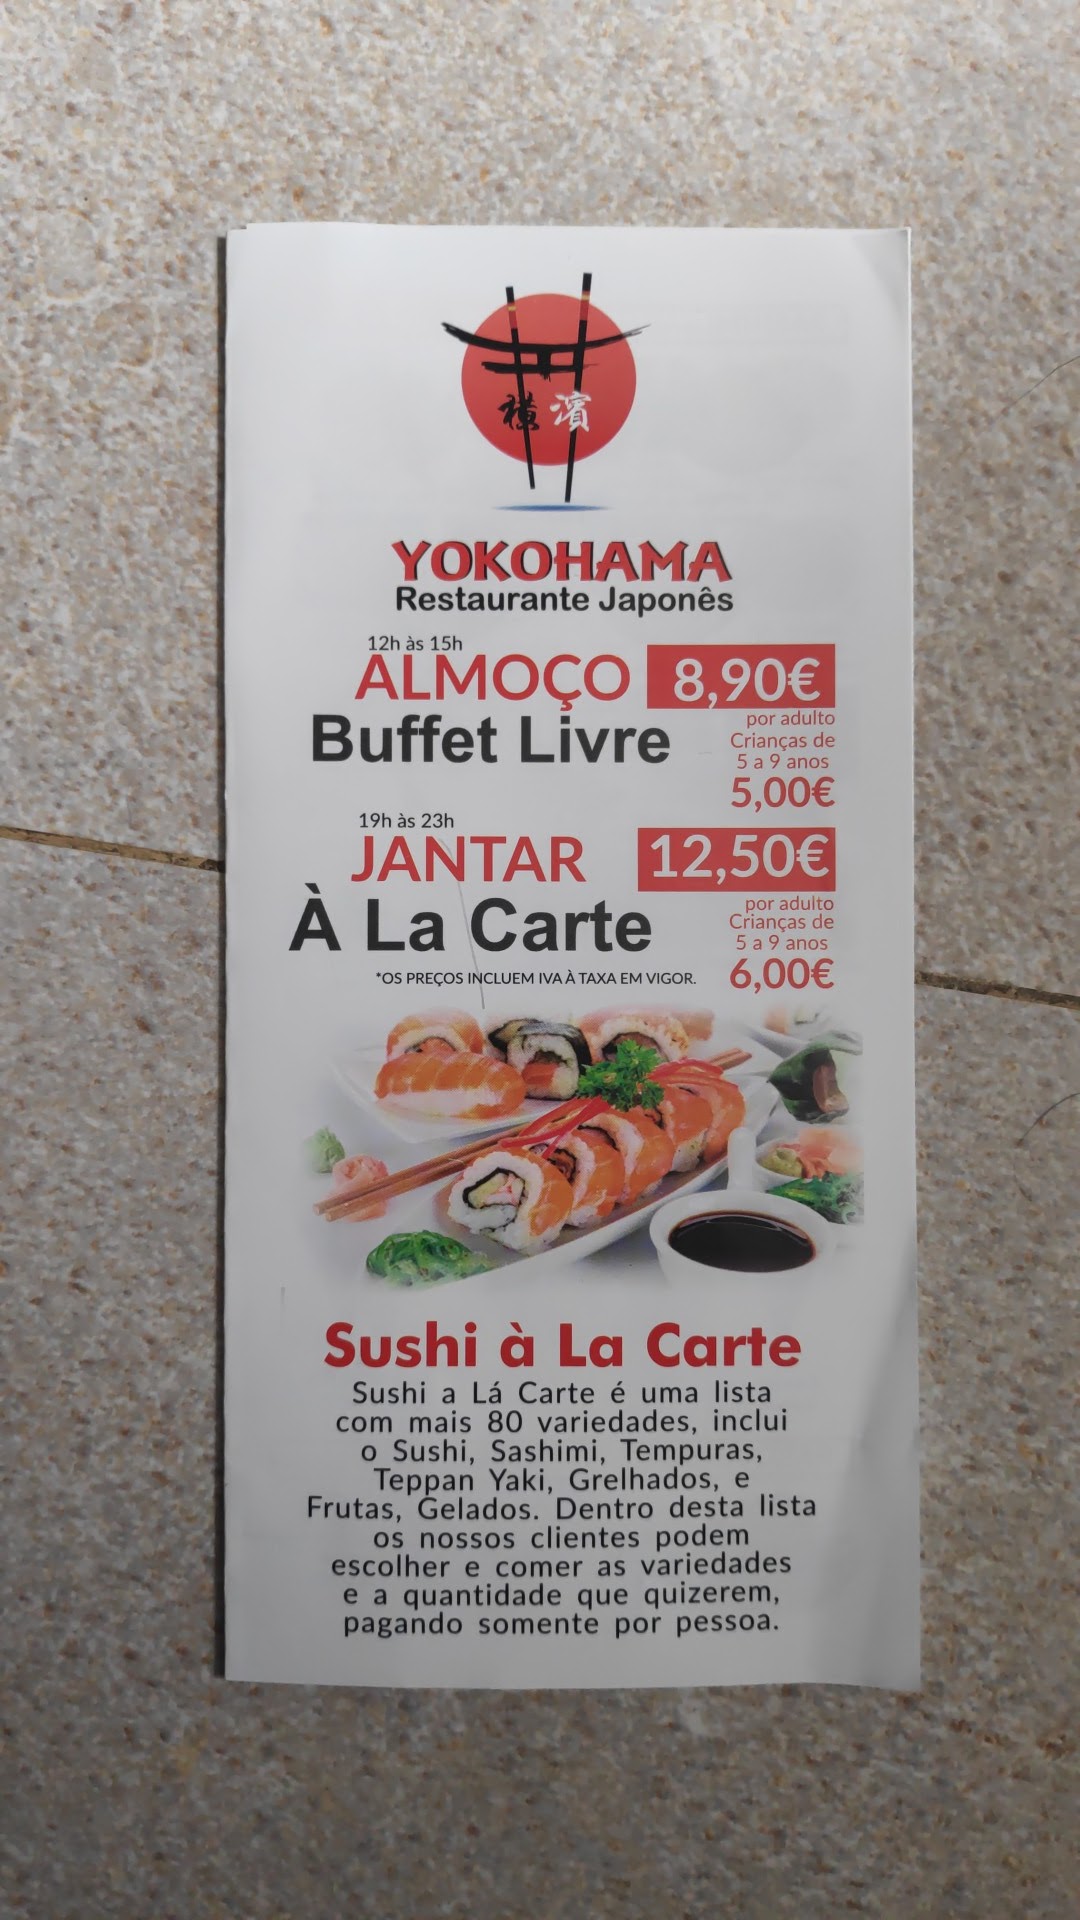 横濱
YOKOHAMA
Restaurante Japonês
12h às 15h
ALMOÇO 8,90€
Buffet Livre
por adulto
Crianças de
5 a 9 anos
5,00€
19h às 23h
JANTAR 12,50€
À La Carte
por adulto
Crianças de
5 a 9 anos
6,00€
*OS PREÇOS INCLUEM IVA À TAXA EM VIGOR.
Sushi à La Carte
Sushi a Lá Carte é uma lista
com mais 80 variedades, inclui
o Sushi, Sashimi, Tempuras,
Teppan Yaki, Grelhados, e
Frutas, Gelados. Dentro desta lista
os nossos clientes podem
escolher e comer as variedades
e a quantidade que quizerem,
pagando somente por pessoa.